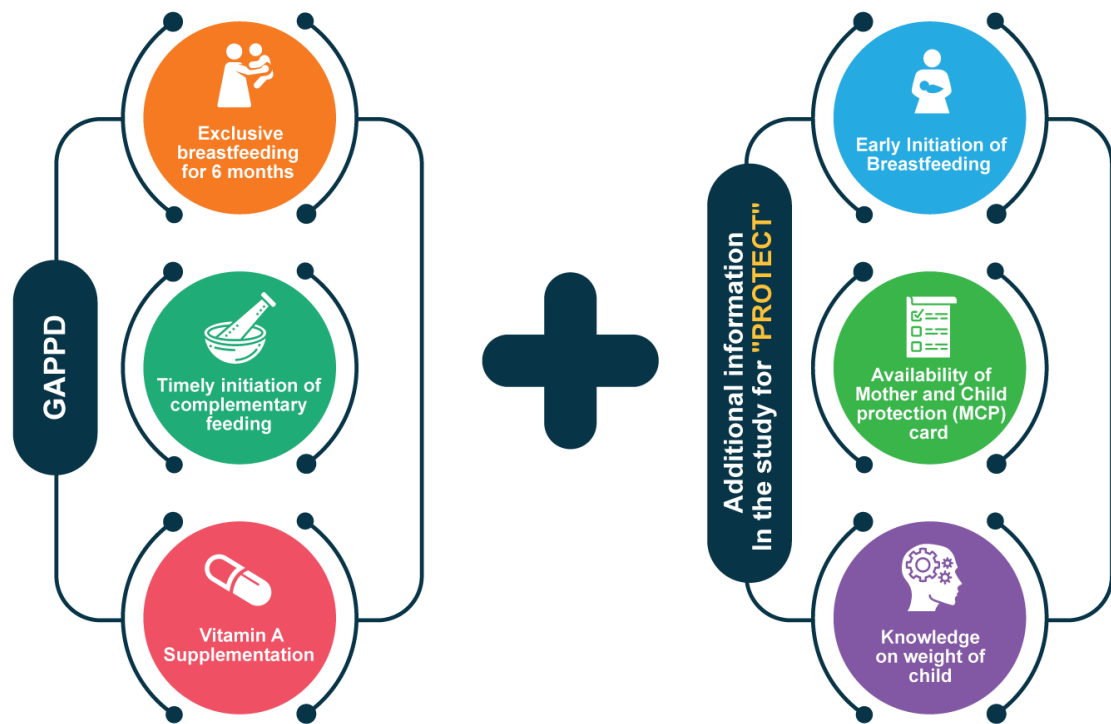 GAPPD
Exclusive
breastfeeding
for 6 months
Timely initiation of
complementary
feeding
Vitamin A
Supplementation
Additional information
In the study for "PROTECT"
Early Initiation of
Breastfeeding
Availability of
Mother and Child
protection (MCP)
card
Knowledge
on weight of
child